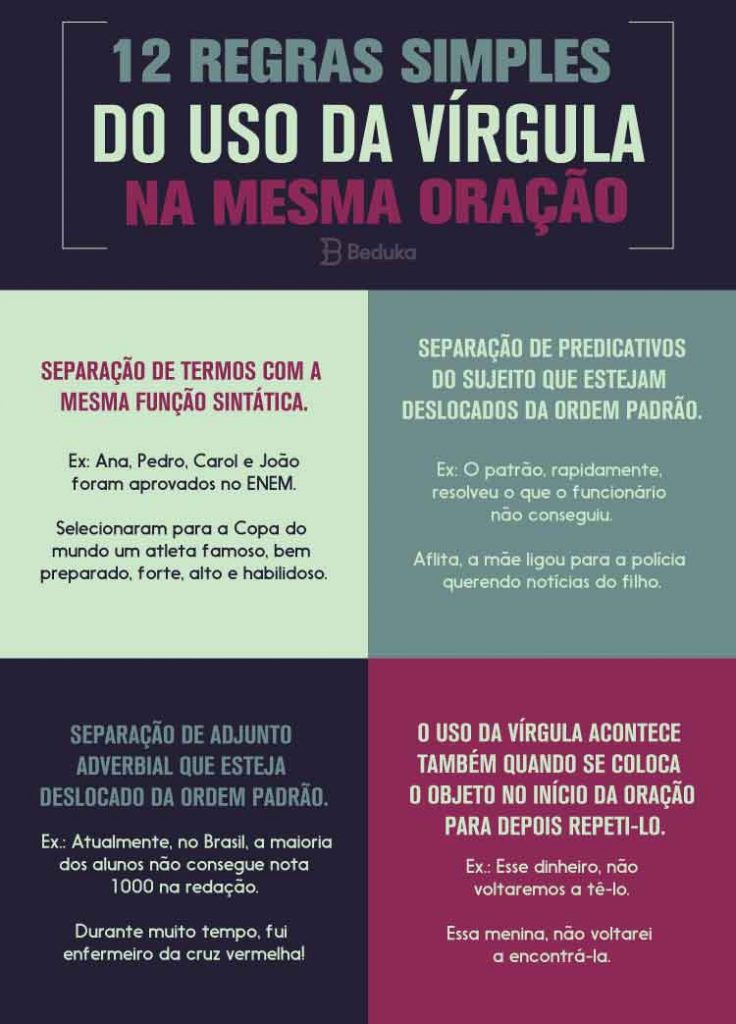 12 REGRAS SIMPLES
DO USO DA VÍRGULA
NA MESMA ORAÇÃO
Beduka
SEPARAÇÃO DE TERMOS COM A
MESMA FUNÇÃO SINTÁTICA.
Ex: Ana, Pedro, Carol e João
foram aprovados no ENEM.
Selecionaram para a Copa do
mundo um atleta famoso, bem
preparado, forte, alto e habilidoso.
SEPARAÇÃO DE PREDICATIVOS
DO SUJEITO QUE ESTEJAM
DESLOCADOS DA ORDEM PADRÃO.
Ex: O patrão, rapidamente,
resolveu o que o funcionário
não conseguiu.
Aflita, a mãe ligou para a polícia
querendo notícias do filho.
SEPARAÇÃO DE ADJUNTO
ADVERBIAL QUE ESTEJA
DESLOCADO DA ORDEM PADRÃO.
Ex.: Atualmente, no Brasil, a maioria
dos alunos não consegue nota
1000 na redação.
Durante muito tempo, fui
enfermeiro da cruz vermelha!
O USO DA VÍRGULA ACONTECE
TAMBÉM QUANDO SE COLOCA
O OBJETO NO INÍCIO DA ORAÇÃO
PARA DEPOIS REPETI-LO.
Ex.: Esse dinheiro, não
voltaremos a tê-lo.
Essa menina, não voltarei
a encontrá-la.